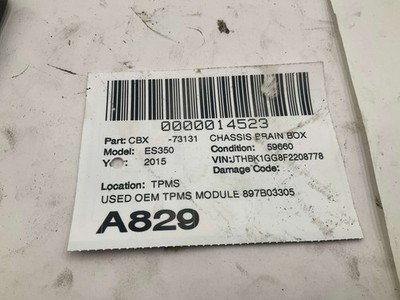 0000014523
Part: CBX -73131 CHASSIS BRAIN BOX
Model: ES350 Condition: 59660
Year: 2015 VIN:JTHBK1GG8F2208778
Damage Code:
Location: TPMS
USED OEM TPMS MODULE 897B03305
A829